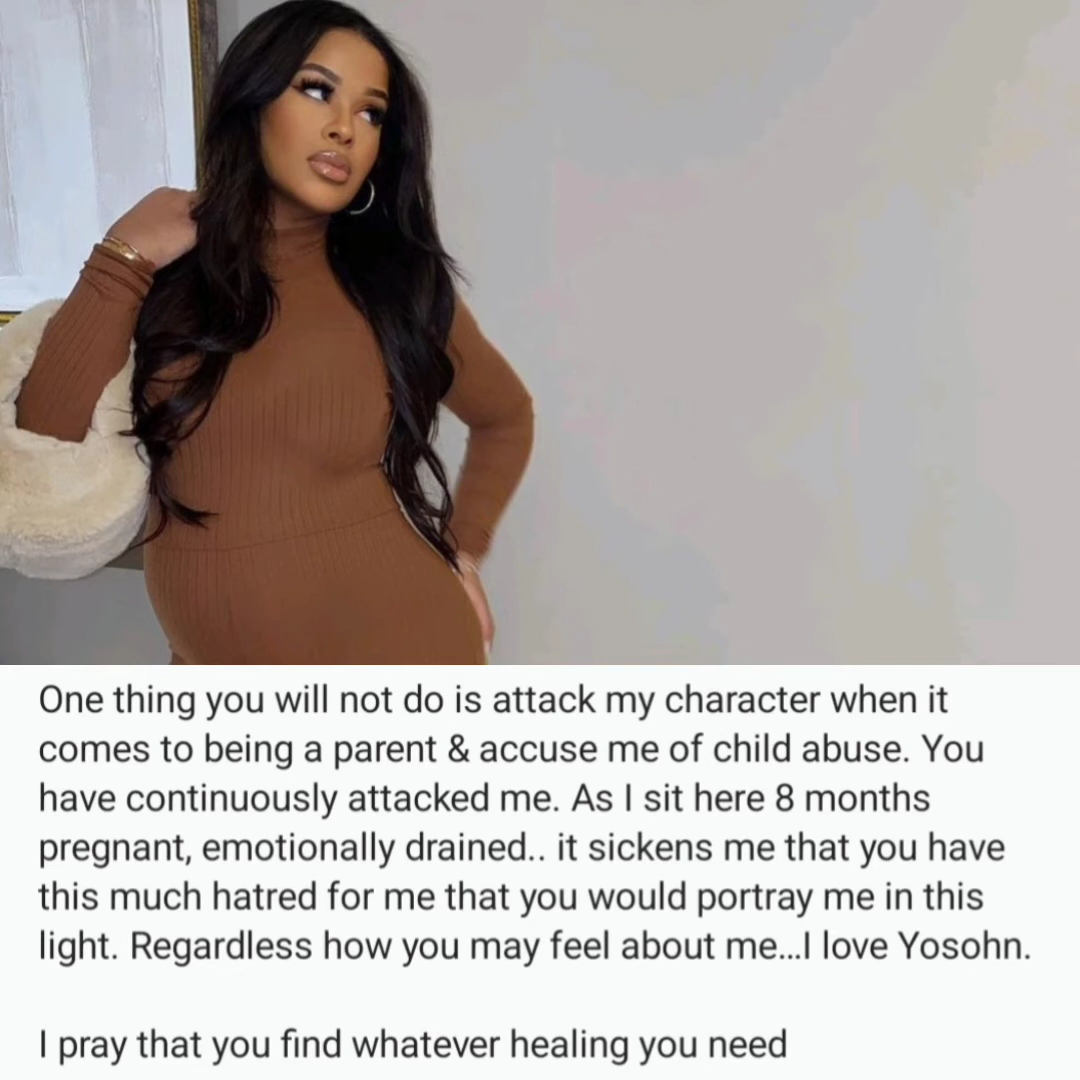 One thing you will not do is attack my character when it
comes to being a parent & accuse me of child abuse. You
have continuously attacked me. As I sit here 8 months
pregnant, emotionally drained.. it sickens me that you have
this much hatred for me that you would portray me in this
light. Regardless how you may feel about me...I love Yosohn.
I pray that you find whatever healing you need